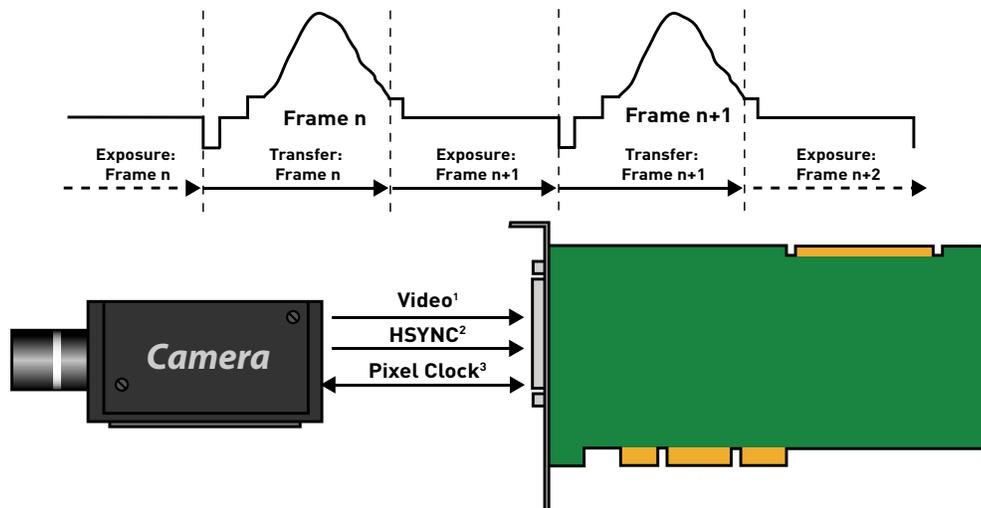 Frame n
Frame n+1
Exposure:
Frame n
Transfer:
Frame n
Exposure:
Frame n+1
Transfer:
Frame n+1
Exposure:
Frame n+2
Camera
Video¹
HSYNC²
Pixel Clock³